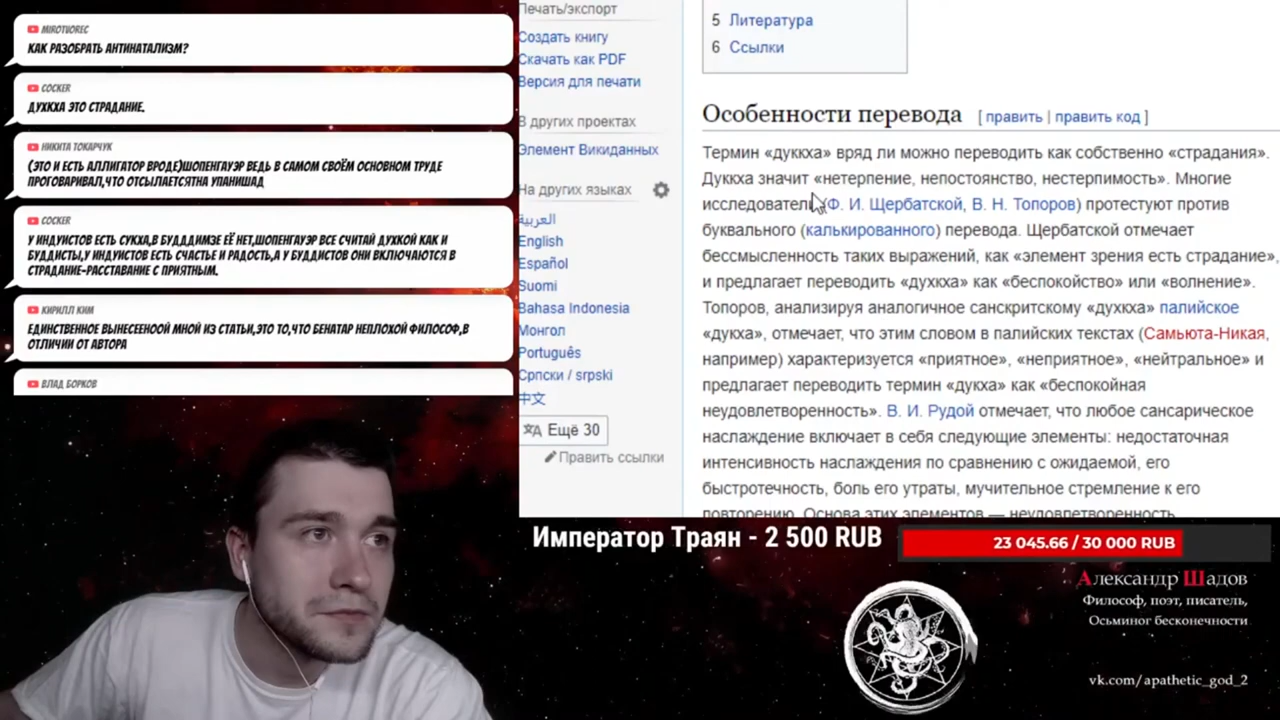 MIROTVOREC
КАК РАЗОБРАТЬ АНТИНАТАЛИЗМ?
COCKER
ДУХКХА ЭТО СТРАДАНИЕ.
НИКИТА ТОКАРЧУК
(ЭТО И ЕСТЬ АЛЛИГАТОР ВРОДЕ)ШОПЕНГАУЭР ВЕДЬ В САМОМ СВОЁМ ОСНОВНОМ ТРУДЕ
ПРОГОВАРИВАЛ,ЧТО ОТСЫЛАЕТСЯТНА УПАНИШАД
COCKER
У ИНДУИСТОВ ЕСТЬ СУКХА,В БУДДДИМЗЕ ЕЁ НЕТ,ШОПЕНГАУЭР ВСЕ СЧИТАЙ ДУХКОЙ КАК И
БУДДИСТЫ,У ИНДУИСТОВ ЕСТЬ СЧАСТЬЕ И РАДОСТЬ,А У БУДДИСТОВ ОНИ ВКЛЮЧАЮТСЯ В
СТРАДАНИЕ-РАССТАВАНИЕ С ПРИЯТНЫМ.
КИРИЛЛ КИМ
ЕДИНСТВЕННОЕ ВЫНЕСЕЕНООЙ МНОЙ ИЗ СТАТЬИ,ЭТО ТО,ЧТО БЕНАТАР НЕПЛОХОЙ ФИЛОСОФ,В
ОТЛИЧИИ ОТ АВТОРА
ВЛАД БОРКОВ
Печать/экспорт
Создать книгу
Скачать как PDF
Версия для печати
В других проектах
Элемент Викиданных
На других языках
العربية
English
Español
Suomi
Bahasa Indonesia
Монгол
Português
Српски / srpski
中文
Ещё 30
Править ссылки
5 Литература
6 Ссылки
Особенности перевода [ править | править код ]
Термин «дуккха» вряд ли можно переводить как собственно «страдания».
Дуккха значит «нетерпение, непостоянство, нестерпимость». Многие
исследователи (Ф. И. Щербатской, В. Н. Топоров) протестуют против
буквального (калькированного) перевода. Щербатской отмечает
бессмысленность таких выражений, как «элемент зрения есть страдание»,
и предлагает переводить «духкха» как «беспокойство» или «волнение».
Топоров, анализируя аналогичное санскритскому «духкха» палийское
«дукха», отмечает, что этим словом в палийских текстах (Самьюта-Никая,
например) характеризуется «приятное», «неприятное», «нейтральное» и
предлагает переводить термин «дукха» как «беспокойная
неудовлетворенность». В. И. Рудой отмечает, что любое сансарическое
наслаждение включает в себя следующие элементы: недостаточная
интенсивность наслаждения по сравнению с ожидаемой, его
быстротечность, боль его утраты, мучительное стремление к его
повторению. Основа этих элементов — неудовлетворенность
Император Траян - 2 500 RUB
23 045.66 / 30 000 RUB
Александр Шадов
Философ, поэт, писатель,
Осьминог бесконечности
vk.com/apathetic_god_2